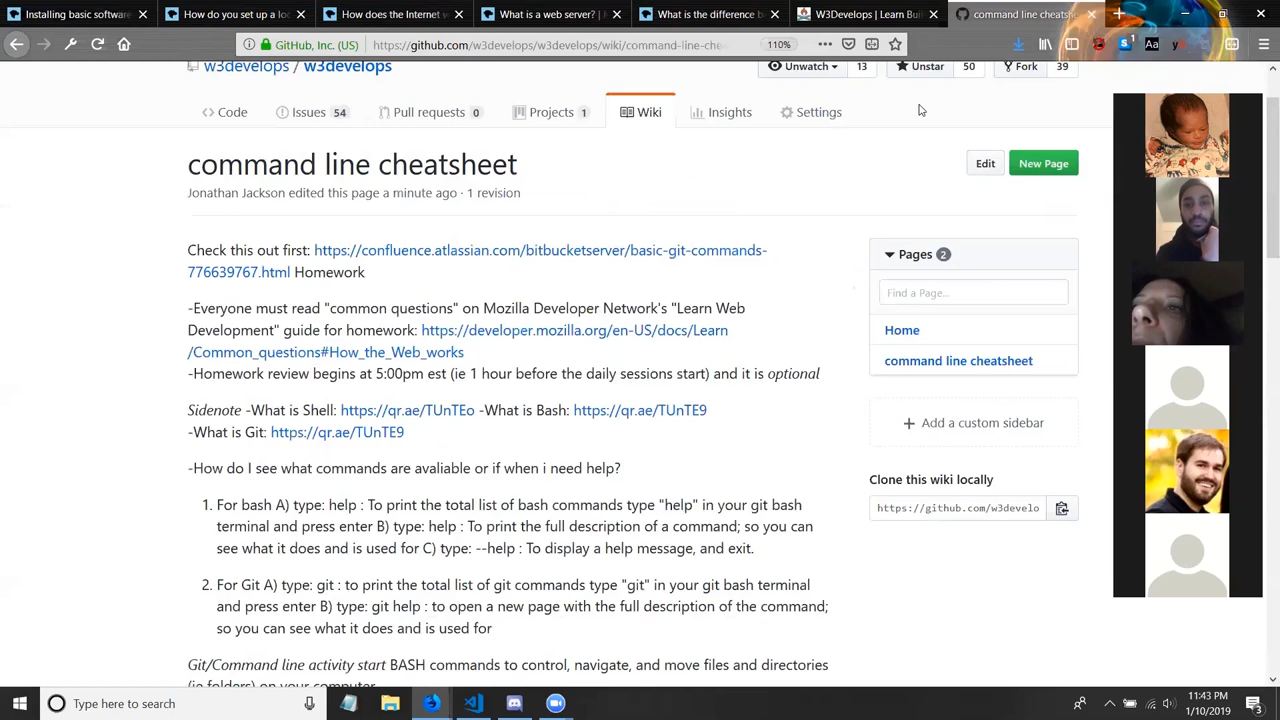 Installing basic software
How do you set up a loc
How does the Internet w
What is a web server? |
What is the difference b
W3Develops | Learn Buil
command line cheatshe
GitHub, Inc. (US)
https://github.com/w3develops/w3develops/wiki/command-line-che
110%
w3develops / w3develops
Unwatch 13
Unstar 50
Fork 39
Code
Issues 54
Pull requests 0
Projects 1
Wiki
Insights
Settings
command line cheatsheet
Edit
New Page
Jonathan Jackson edited this page a minute ago · 1 revision
Check this out first: https://confluence.atlassian.com/bitbucketserver/basic-git-commands-
776639767.html Homework
-Everyone must read "common questions" on Mozilla Developer Network's "Learn Web
Development" guide for homework: https://developer.mozilla.org/en-US/docs/Learn
/Common_questions#How_the_Web_works
-Homework review begins at 5:00pm est (ie 1 hour before the daily sessions start) and it is optional
Sidenote -What is Shell: https://qr.ae/TUnTEo -What is Bash: https://qr.ae/TUnTE9
-What is Git: https://qr.ae/TUnTE9
-How do I see what commands are avaliable or if when i need help?
1. For bash A) type: help : To print the total list of bash commands type "help" in your git bash
terminal and press enter B) type: help : To print the full description of a command; so you can
see what it does and is used for C) type: --help : To display a help message, and exit.
2. For Git A) type: git : to print the total list of git commands type "git" in your git bash terminal
and press enter B) type: git help : to open a new page with the full description of the command;
so you can see what it does and is used for
Git/Command line activity start BASH commands to control, navigate, and move files and directories
(ie folders) on your computer
Pages 2
Find a Page...
Home
command line cheatsheet
Add a custom sidebar
Clone this wiki locally
https://github.com/w3develo
Type here to search
11:43 PM
1/10/2019
3